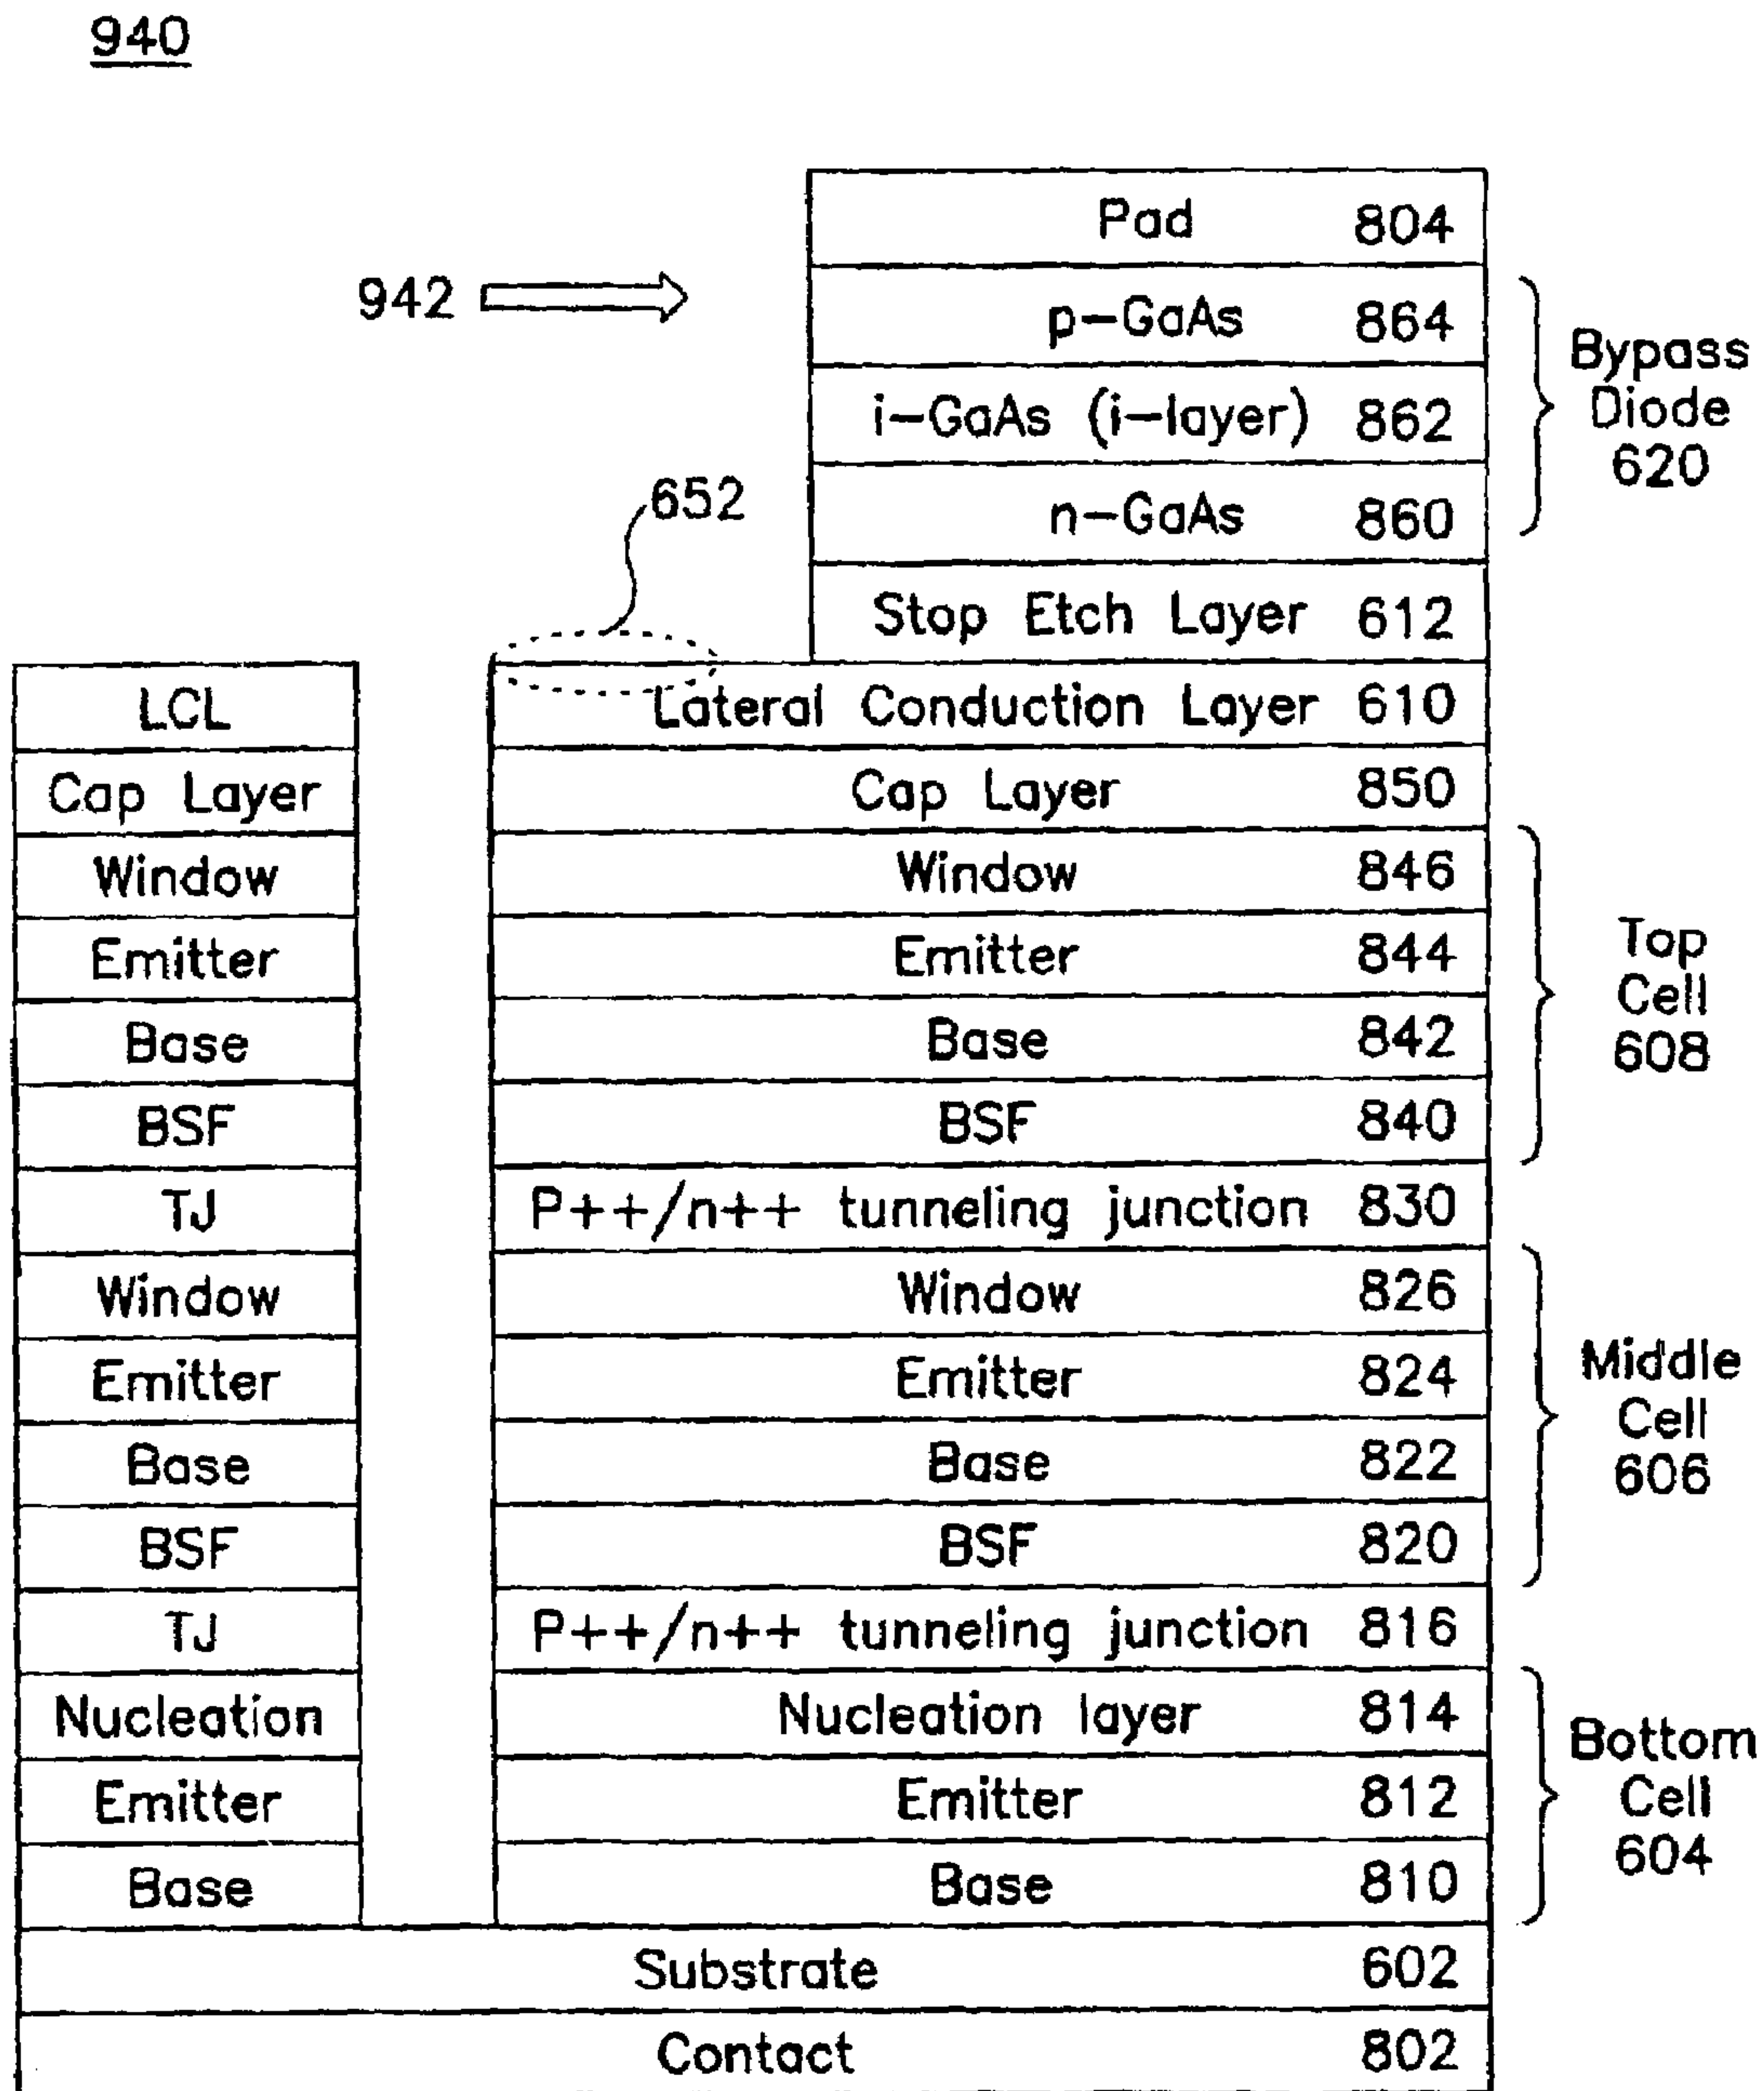 940
Pad 804
942
p-GaAs 864
i-GaAs (i-layer) 862
n-GaAs 860
Bypass
Diode
620
652
Stop Etch Layer 612
LCL
Lateral Conduction Layer 610
Cap Layer
Cap Layer 850
Window
Window 846
Emitter
Emitter 844
Base
Base 842
BSF
BSF 840
Top
Cell
608
TJ
P++/n++ tunneling junction 830
Window
Window 826
Emitter
Emitter 824
Base
Base 822
BSF
BSF 820
Middle
Cell
606
TJ
P++/n++ tunneling junction 816
Nucleation
Nucleation layer 814
Emitter
Emitter 812
Base
Base 810
Bottom
Cell
604
Substrate 602
Contact 802